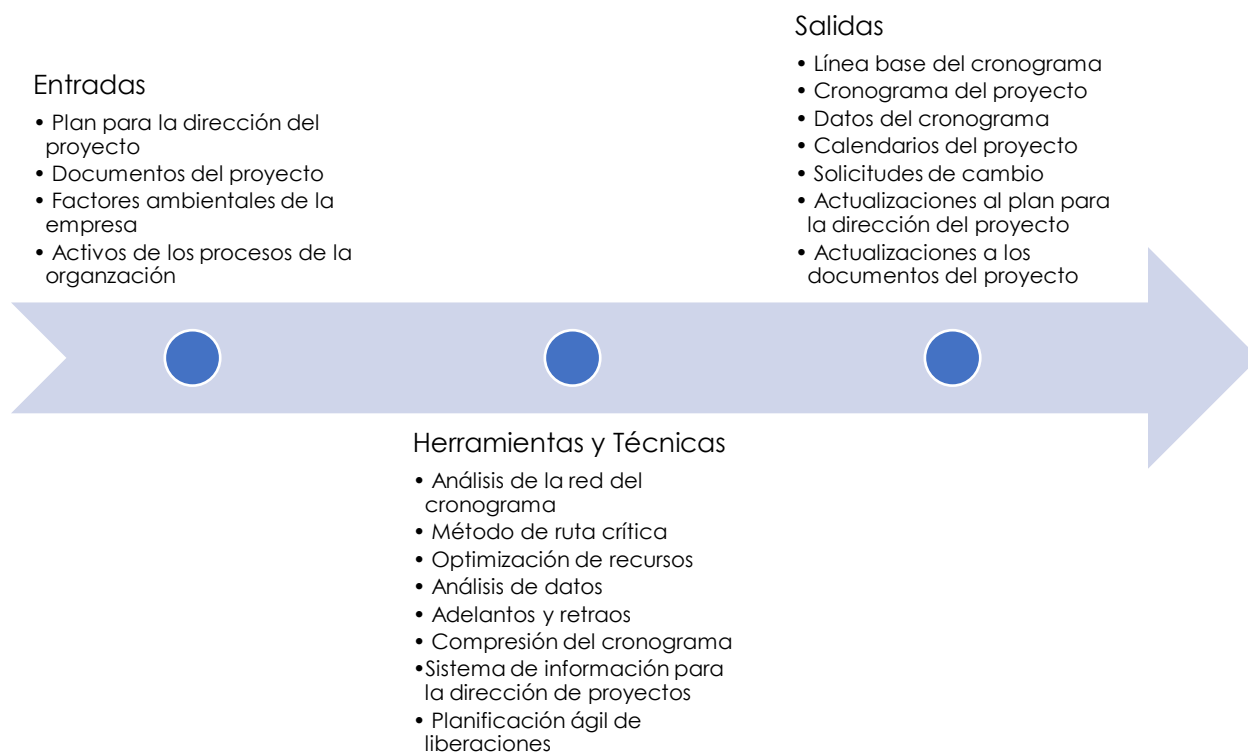 Entradas
• Plan para la dirección del
proyecto
• Documentos del proyecto
• Factores ambientales de la
empresa
• Activos de los procesos de la
organzación
Herramientas y Técnicas
• Análisis de la red del
cronograma
• Método de ruta crítica
• Optimización de recursos
• Análisis de datos
• Adelantos y retraos
• Compresión del cronograma
•Sistema de información para
la dirección de proyectos
• Planificación ágil de
liberaciones
Salidas
• Línea base del cronograma
• Cronograma del proyecto
• Datos del cronograma
• Calendarios del proyecto
• Solicitudes de cambio
• Actualizaciones al plan para
la dirección del proyecto
• Actualizaciones a los
documentos del proyecto